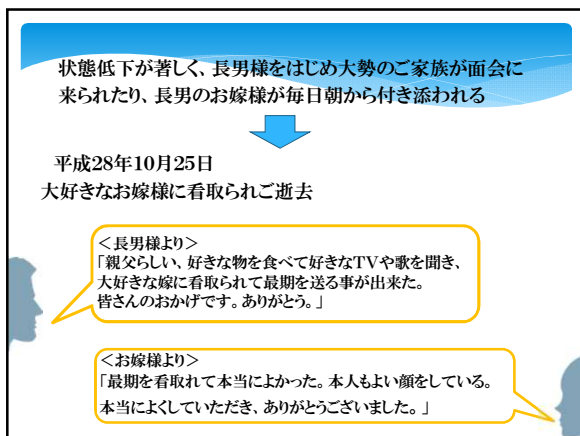 状態低下が著しく、長男様をはじめ大勢のご家族が面会に
来られたり、長男のお嫁様が毎日朝から付き添われる
平成28年10月25日
大好きなお嫁様に看取られご逝去
＜長男様より＞
「親父らしい、好きな物を食べて好きなTVや歌を聞き、
大好きな嫁に看取られて最期を送る事が出来た。
皆さんのおかげです。ありがとう。」
＜お嫁様より＞
「最期を看取れて本当によかった。本人もよい顔をしている。
本当によくしていただき、ありがとうございました。」